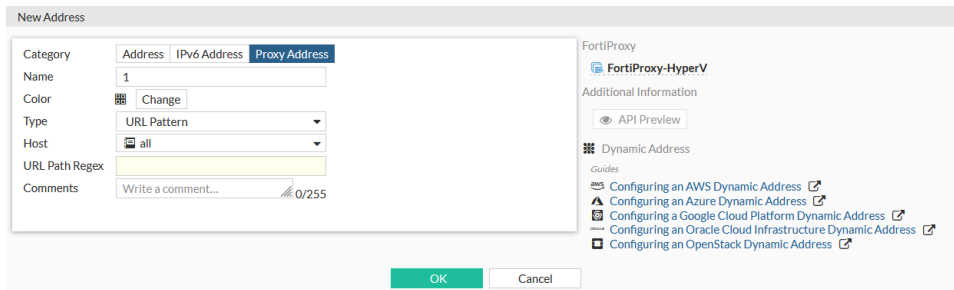 New Address
Category Address IPv6 Address Proxy Address
Name 1
Color Change
Type URL Pattern
Host all
URL Path Regex
Comments Write a comment... 0/255
FortiProxy
FortiProxy-HyperV
Additional Information
API Preview
Dynamic Address
Guides
aws Configuring an AWS Dynamic Address
Configuring an Azure Dynamic Address
Configuring a Google Cloud Platform Dynamic Address
Configuring an Oracle Cloud Infrastructure Dynamic Address
Configuring an OpenStack Dynamic Address
OK Cancel